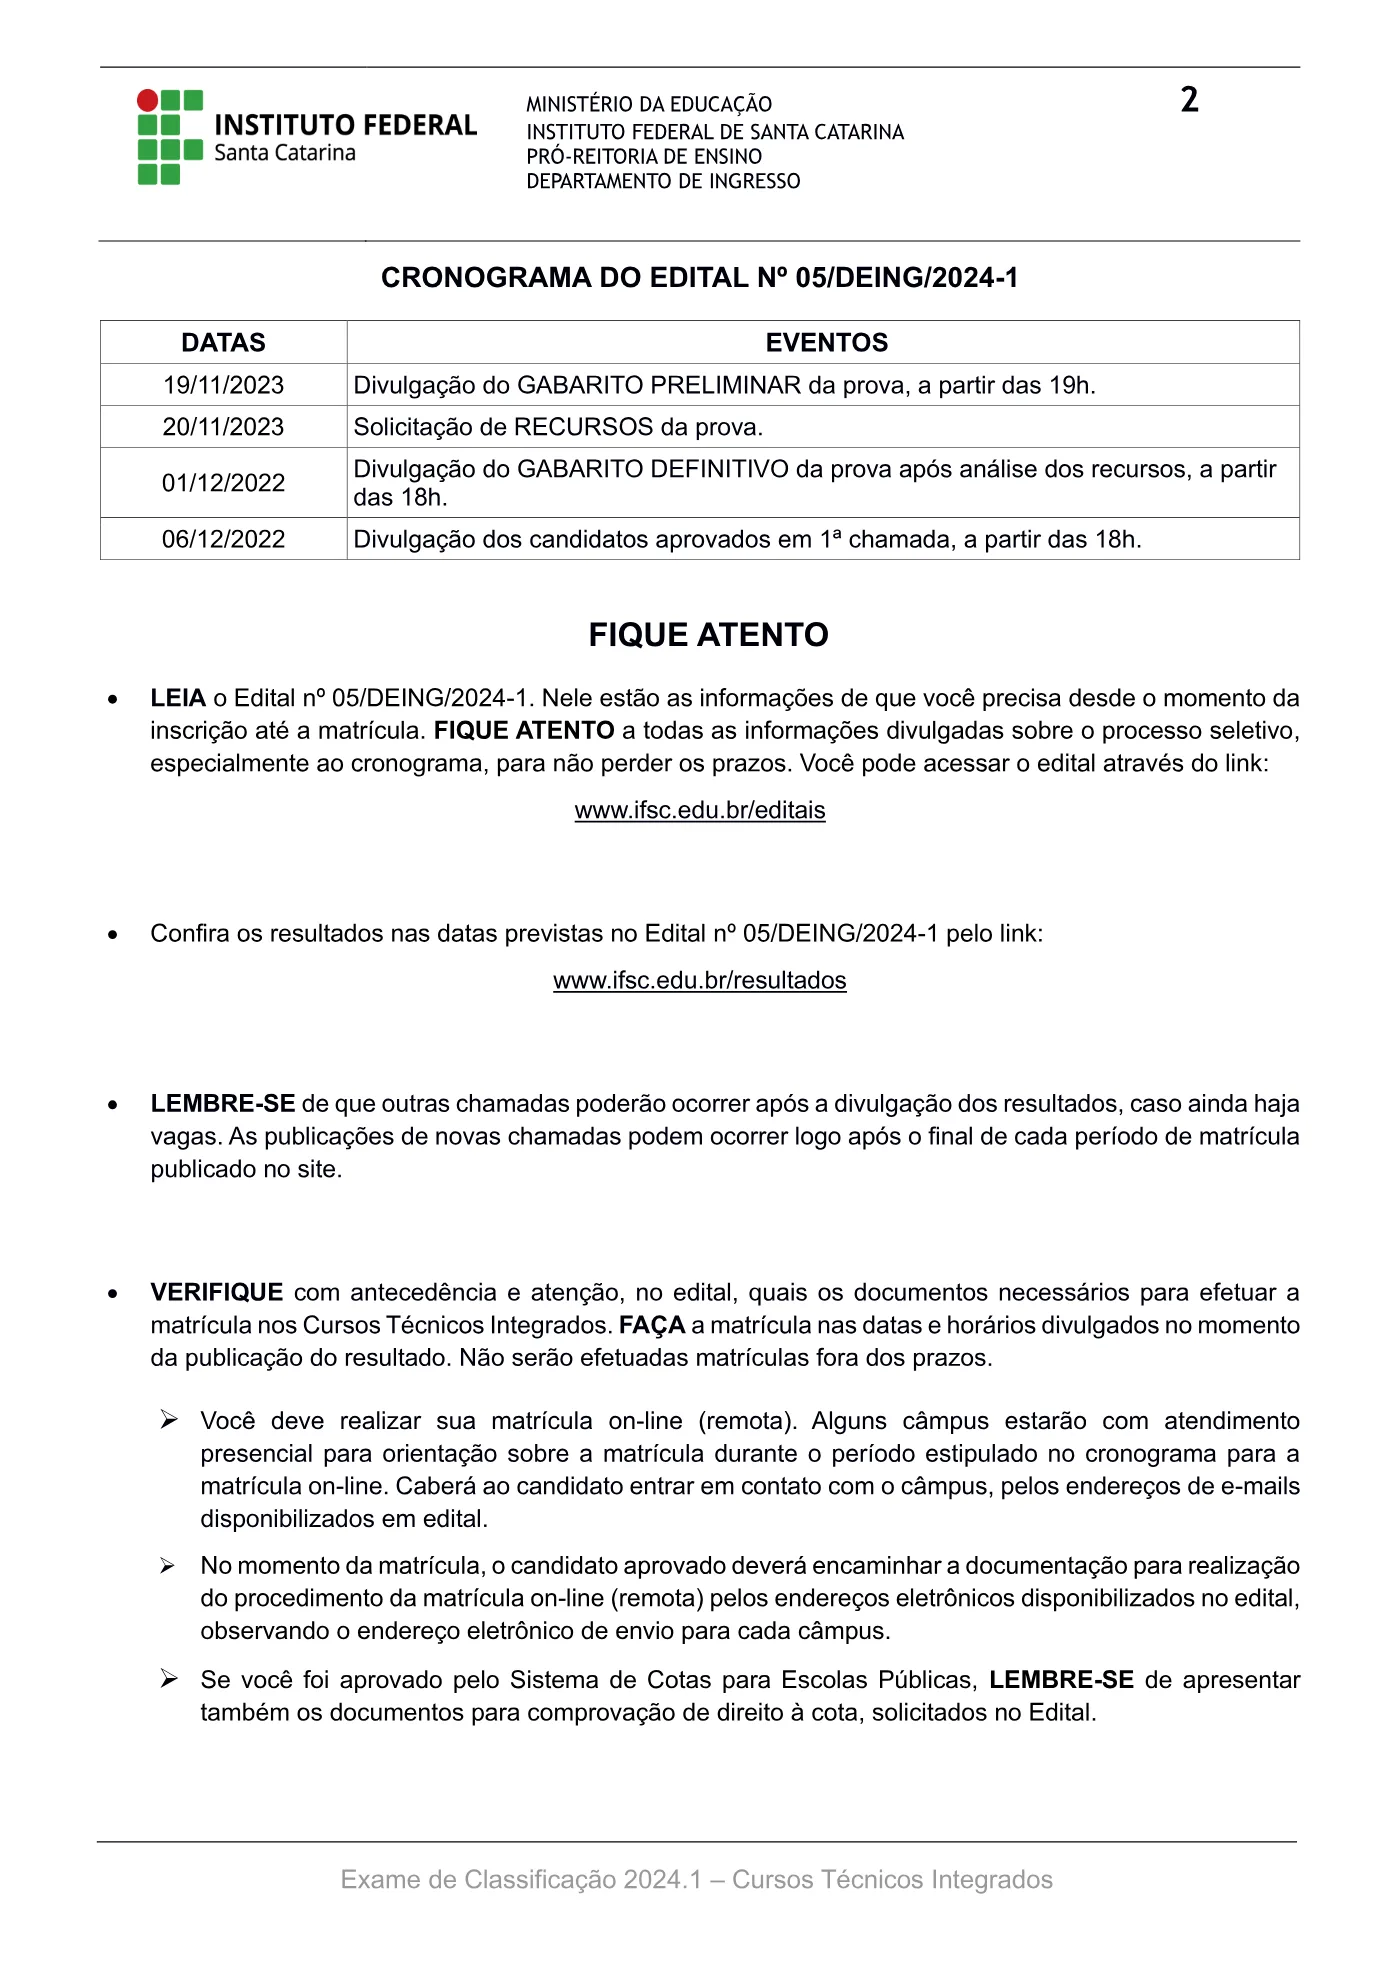 INSTITUTO FEDERAL
Santa Catarina
MINISTÉRIO DA EDUCAÇÃO
INSTITUTO FEDERAL DE SANTA CATARINA
PRÓ-REITORIA DE ENSINO
DEPARTAMENTO DE INGRESSO
2
CRONOGRAMA DO EDITAL Nº 05/DEING/2024-1
DATAS EVENTOS
19/11/2023 Divulgação do GABARITO PRELIMINAR da prova, a partir das 19h.
20/11/2023 Solicitação de RECURSOS da prova.
01/12/2022 Divulgação do GABARITO DEFINITIVO da prova após análise dos recursos, a partir
das 18h.
06/12/2022 Divulgação dos candidatos aprovados em 1ª chamada, a partir das 18h.
FIQUE ATENTO
• LEIA o Edital nº 05/DEING/2024-1. Nele estão as informações de que você precisa desde o momento da
inscrição até a matrícula. FIQUE ATENTO a todas as informações divulgadas sobre o processo seletivo,
especialmente ao cronograma, para não perder os prazos. Você pode acessar o edital através do link:
www.ifsc.edu.br/editais
• Confira os resultados nas datas previstas no Edital nº 05/DEING/2024-1 pelo link:
www.ifsc.edu.br/resultados
• LEMBRE-SE de que outras chamadas poderão ocorrer após a divulgação dos resultados, caso ainda haja
vagas. As publicações de novas chamadas podem ocorrer logo após o final de cada período de matrícula
publicado no site.
• VERIFIQUE com antecedência e atenção, no edital, quais os documentos necessários para efetuar a
matrícula nos Cursos Técnicos Integrados. FAÇA a matrícula nas datas e horários divulgados no momento
da publicação do resultado. Não serão efetuadas matrículas fora dos prazos.
➢ Você deve realizar sua matrícula on-line (remota). Alguns câmpus estarão com atendimento
presencial para orientação sobre a matrícula durante o período estipulado no cronograma para a
matrícula on-line. Caberá ao candidato entrar em contato com o câmpus, pelos endereços de e-mails
disponibilizados em edital.
➢ No momento da matrícula, o candidato aprovado deverá encaminhar a documentação para realização
do procedimento da matrícula on-line (remota) pelos endereços eletrônicos disponibilizados no edital,
observando o endereço eletrônico de envio para cada câmpus.
➢ Se você foi aprovado pelo Sistema de Cotas para Escolas Públicas, LEMBRE-SE de apresentar
também os documentos para comprovação de direito à cota, solicitados no Edital.
Exame de Classificação 2024.1 – Cursos Técnicos Integrados